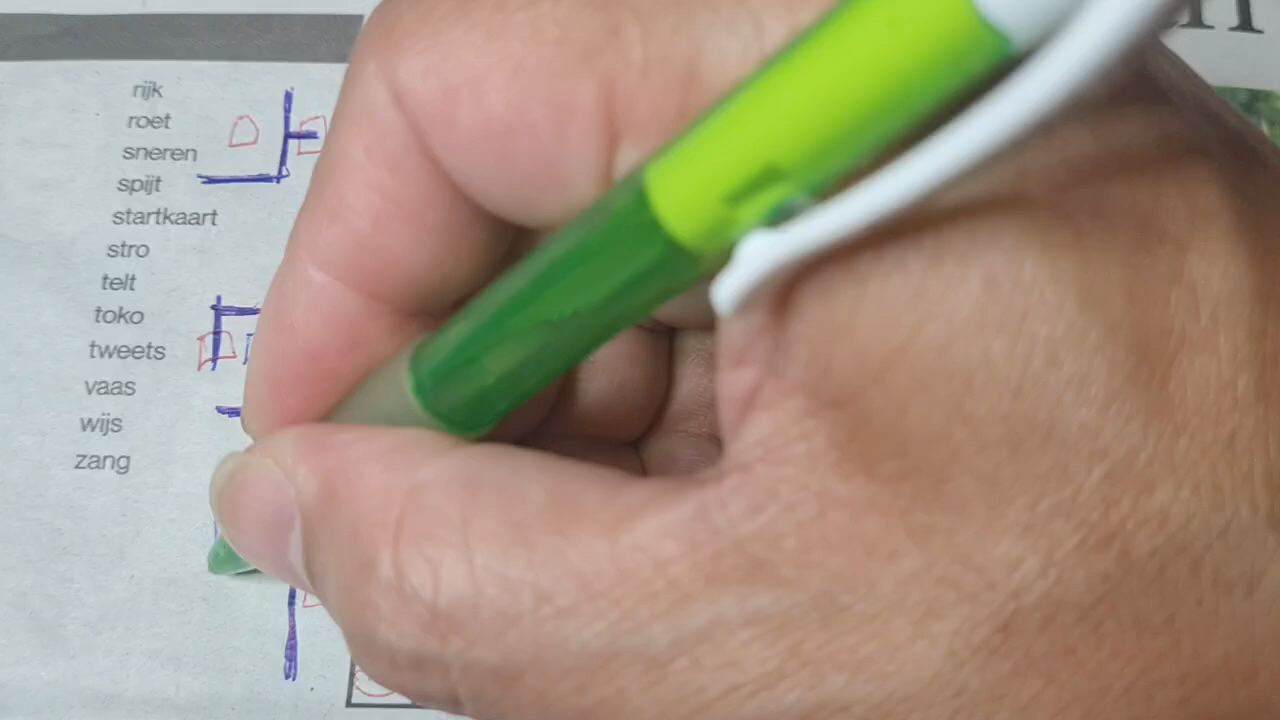 rijk
roet
sneren
spijt
startkaart
stro
telt
toko
tweets
vaas
wijs
zang